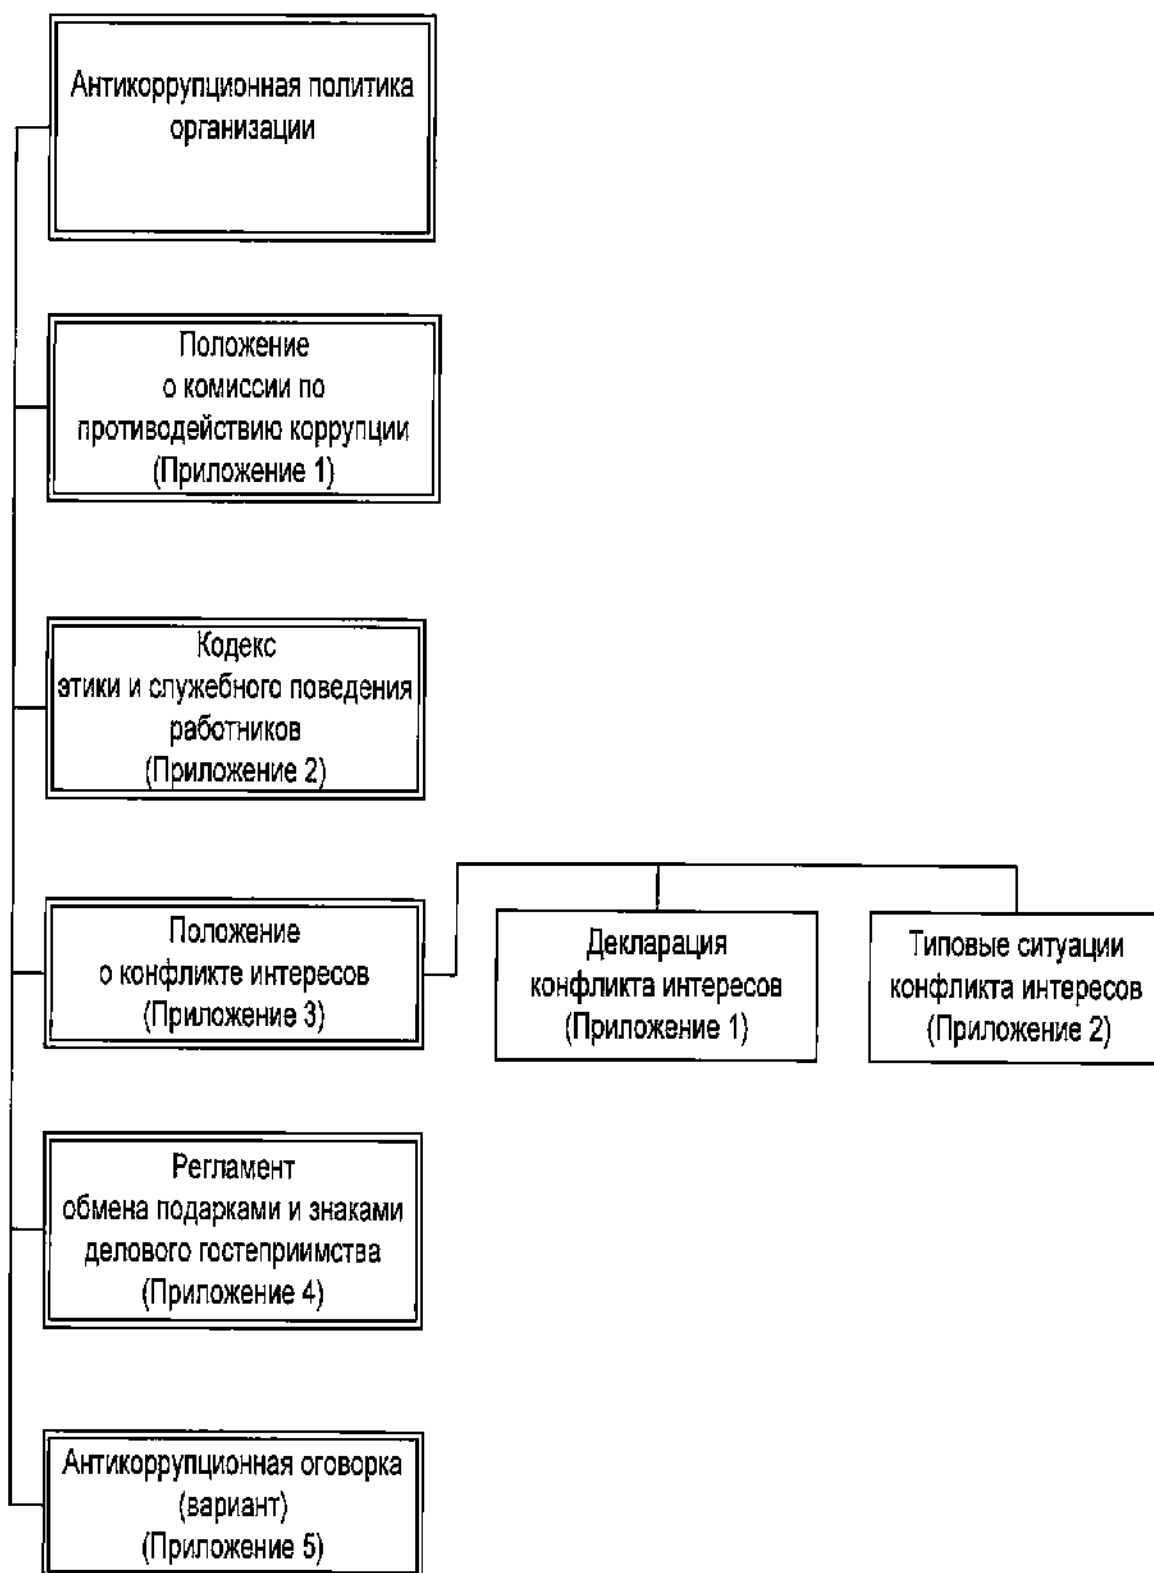 Антикоррупционная политика
организации
Положение
о комиссии по
противодействию коррупции
(Приложение 1)
Кодекс
этики и служебного поведения
работников
(Приложение 2)
Положение
о конфликте интересов
(Приложение 3)
Декларация
конфликта интересов
(Приложение 1)
Типовые ситуации
конфликта интересов
(Приложение 2)
Регламент
обмена подарками и знаками
делового гостеприимства
(Приложение 4)
Антикоррупционная оговорка
(вариант)
(Приложение 5)